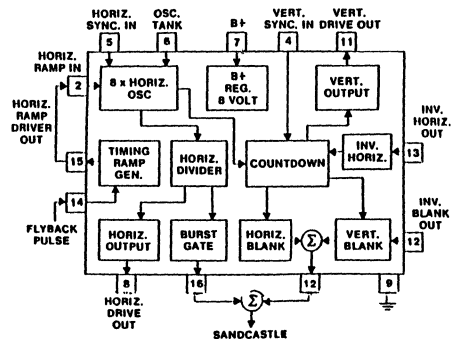 HORIZ. SYNC. IN
OSC. TANK
B+
VERT. SYNC. IN
VERT. DRIVE OUT
5
6
7
4
11
HORIZ. RAMP IN
2
8 x HORIZ. OSC
B+ REG. 8 VOLT
VERT. OUTPUT
HORIZ. RAMP DRIVER OUT
INV. HORIZ. OUT
15
TIMING RAMP GEN.
HORIZ. DIVIDER
COUNTDOWN
INV. HORIZ.
13
14
FLYBACK PULSE
INV. BLANK OUT
HORIZ. OUTPUT
BURST GATE
HORIZ. BLANK
Σ
VERT. BLANK
12
8
16
12
9
HORIZ. DRIVE OUT
Σ
SANDCASTLE